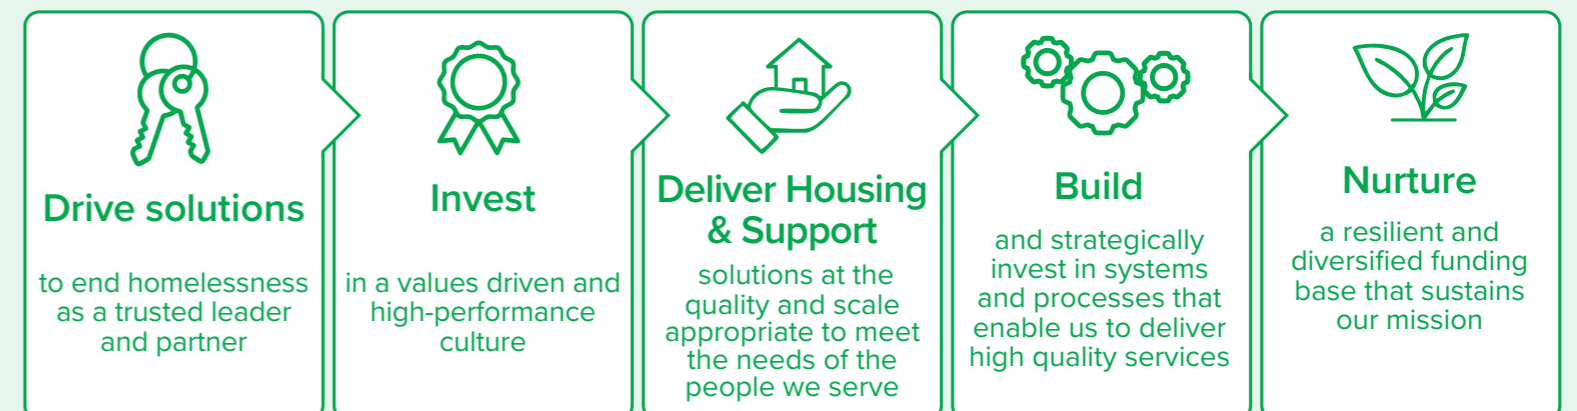 Drive solutions
to end homelessness
as a trusted leader
and partner
Invest
in a values driven and
high-performance
culture
Deliver Housing
& Support
solutions at the
quality and scale
appropriate to meet
the needs of the
people we serve
Build
and strategically
invest in systems
and processes that
enable us to deliver
high quality services
Nurture
a resilient and
diversified funding
base that sustains
our mission